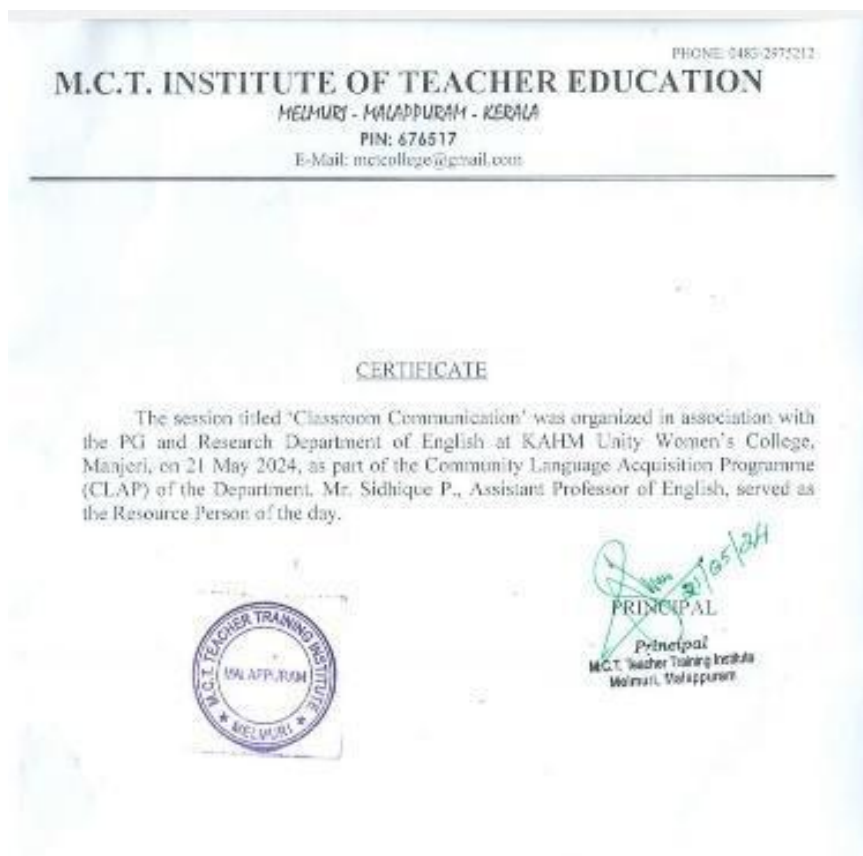 PHONE: 0483-2975212
M.C.T. INSTITUTE OF TEACHER EDUCATION
MELMURI - MALAPPURAM - KERALA
PIN: 676517
E-Mail: mctcollege@gmail.com
CERTIFICATE
The session titled 'Classroom Communication' was organized in association with
the PG and Research Department of English at KAHM Unity Women's College,
Manjeri, on 21 May 2024, as part of the Community Language Acquisition Programme
(CLAP) of the Department. Mr. Sidhique P., Assistant Professor of English, served as
the Resource Person of the day.
21/05/24
PRINCIPAL
Principal
M.C.T. Teacher Training Institute
Melmuri, Malappuram
M.C.T. TEACHER TRAINING INSTITUTE
MALAPPURAM
★ MELMURI ★